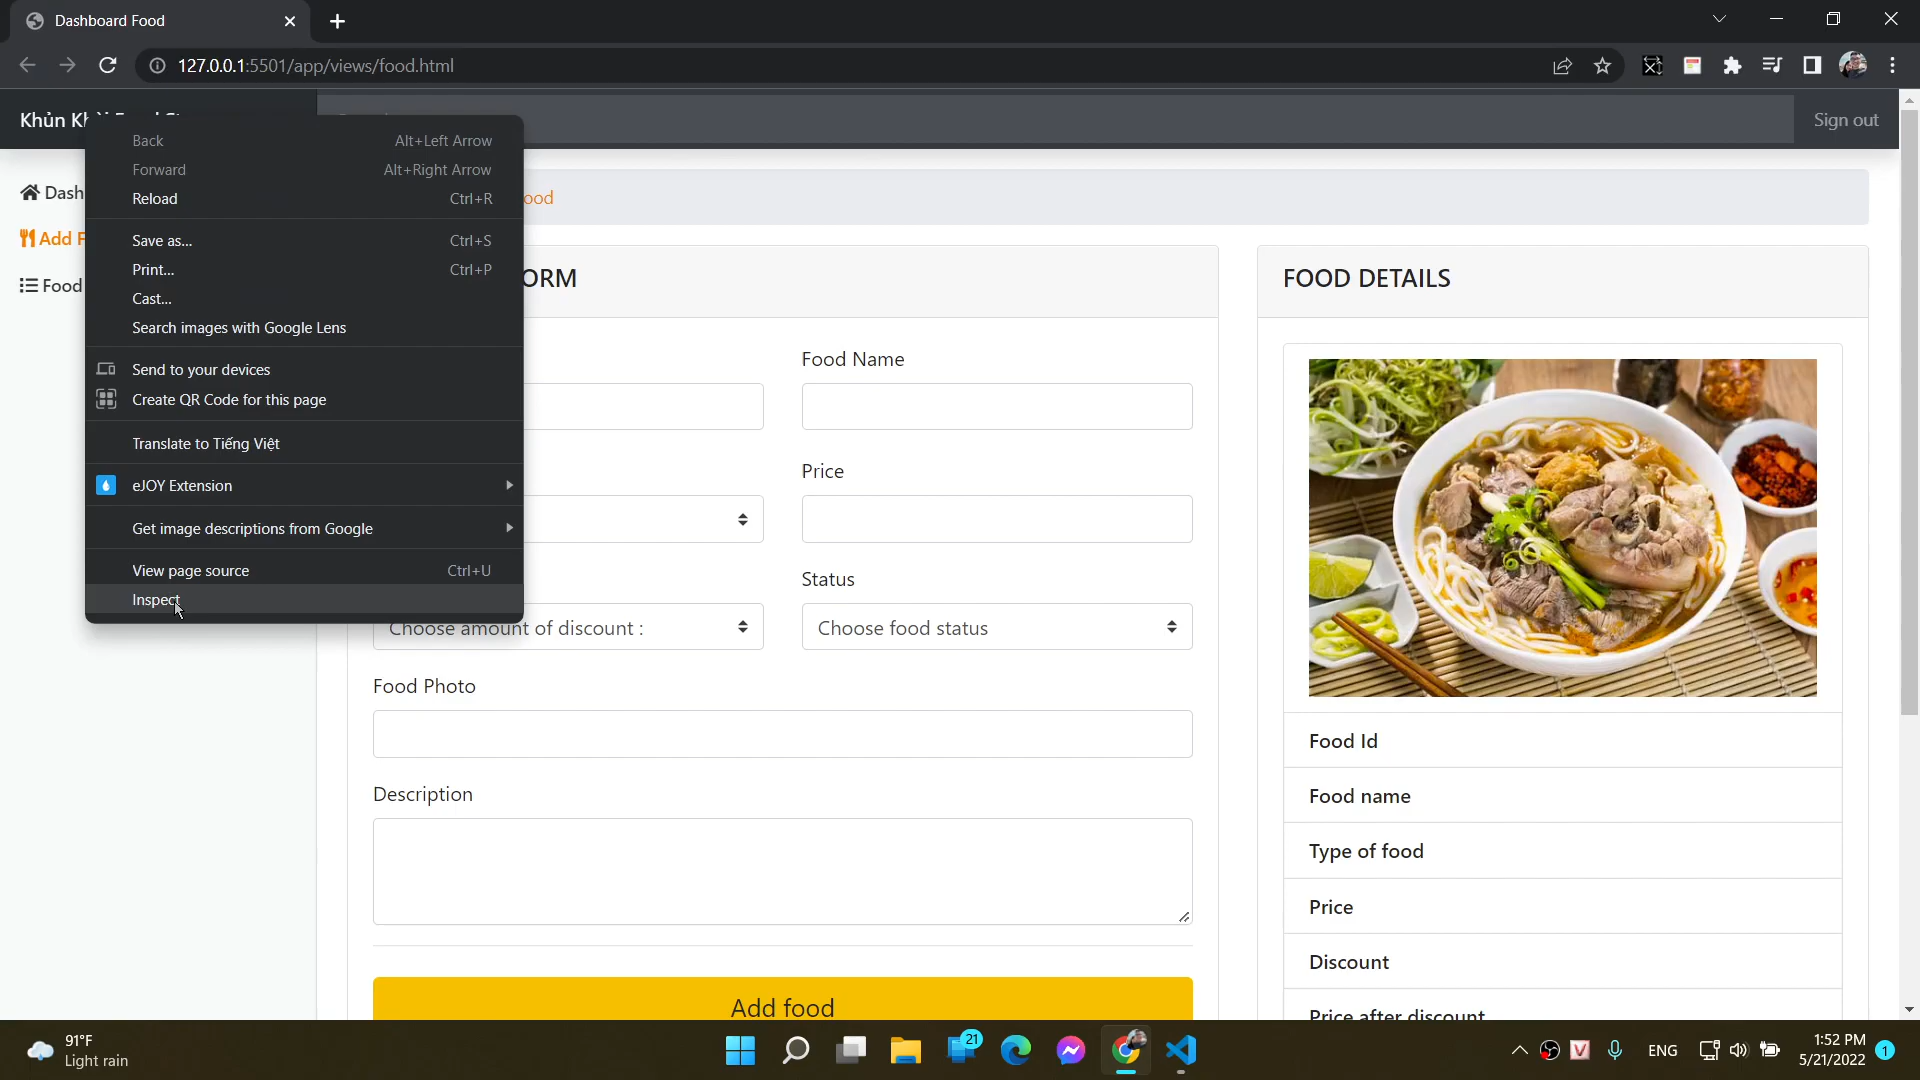 Dashboard Food
127.0.0.1:5501/app/views/food.html
Khủn
Sign out
Back Alt+Left Arrow
Forward Alt+Right Arrow
Reload Ctrl+R
Save as... Ctrl+S
Print... Ctrl+P
Cast...
Search images with Google Lens
Send to your devices
Create QR Code for this page
Translate to Tiếng Việt
eJOY Extension
Get image descriptions from Google
View page source Ctrl+U
Inspect
Dash
Add F
Food
ood
ORM
Food Name
Price
Status
Choose amount of discount :
Choose food status
Food Photo
Description
Add food
FOOD DETAILS
Food Id
Food name
Type of food
Price
Discount
Price after discount
91°F
Light rain
21
ENG
1:52 PM
5/21/2022
1